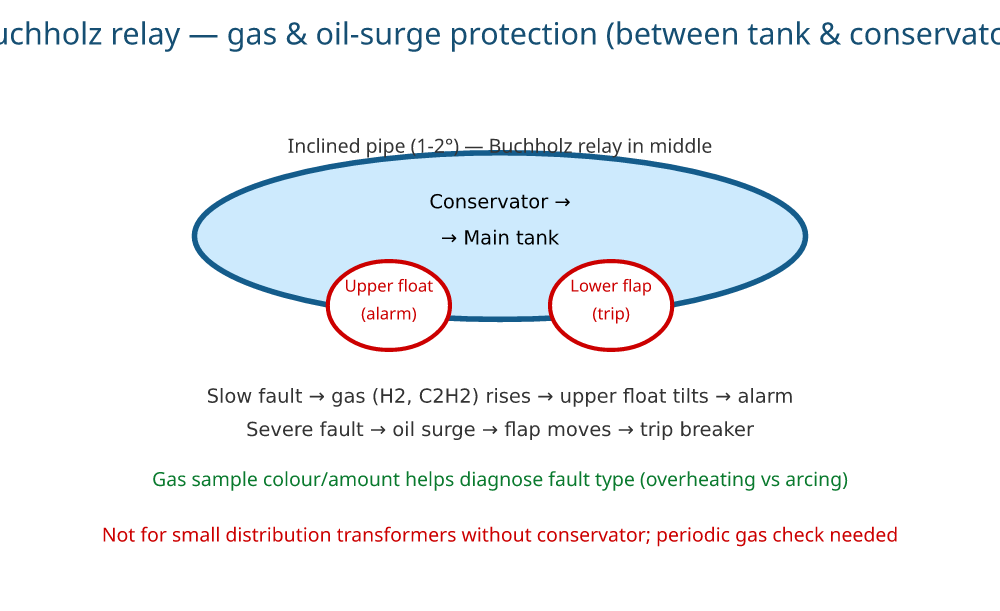 uchholz relay — gas & oil-surge protection (between tank & conservato
Inclined pipe (1-2°) — Buchholz relay in middle
Conservator →
→ Main tank
Upper float
(alarm)
Lower flap
(trip)
Slow fault → gas (H2, C2H2) rises → upper float tilts → alarm
Severe fault → oil surge → flap moves → trip breaker
Gas sample colour/amount helps diagnose fault type (overheating vs arcing)
Not for small distribution transformers without conservator; periodic gas check needed